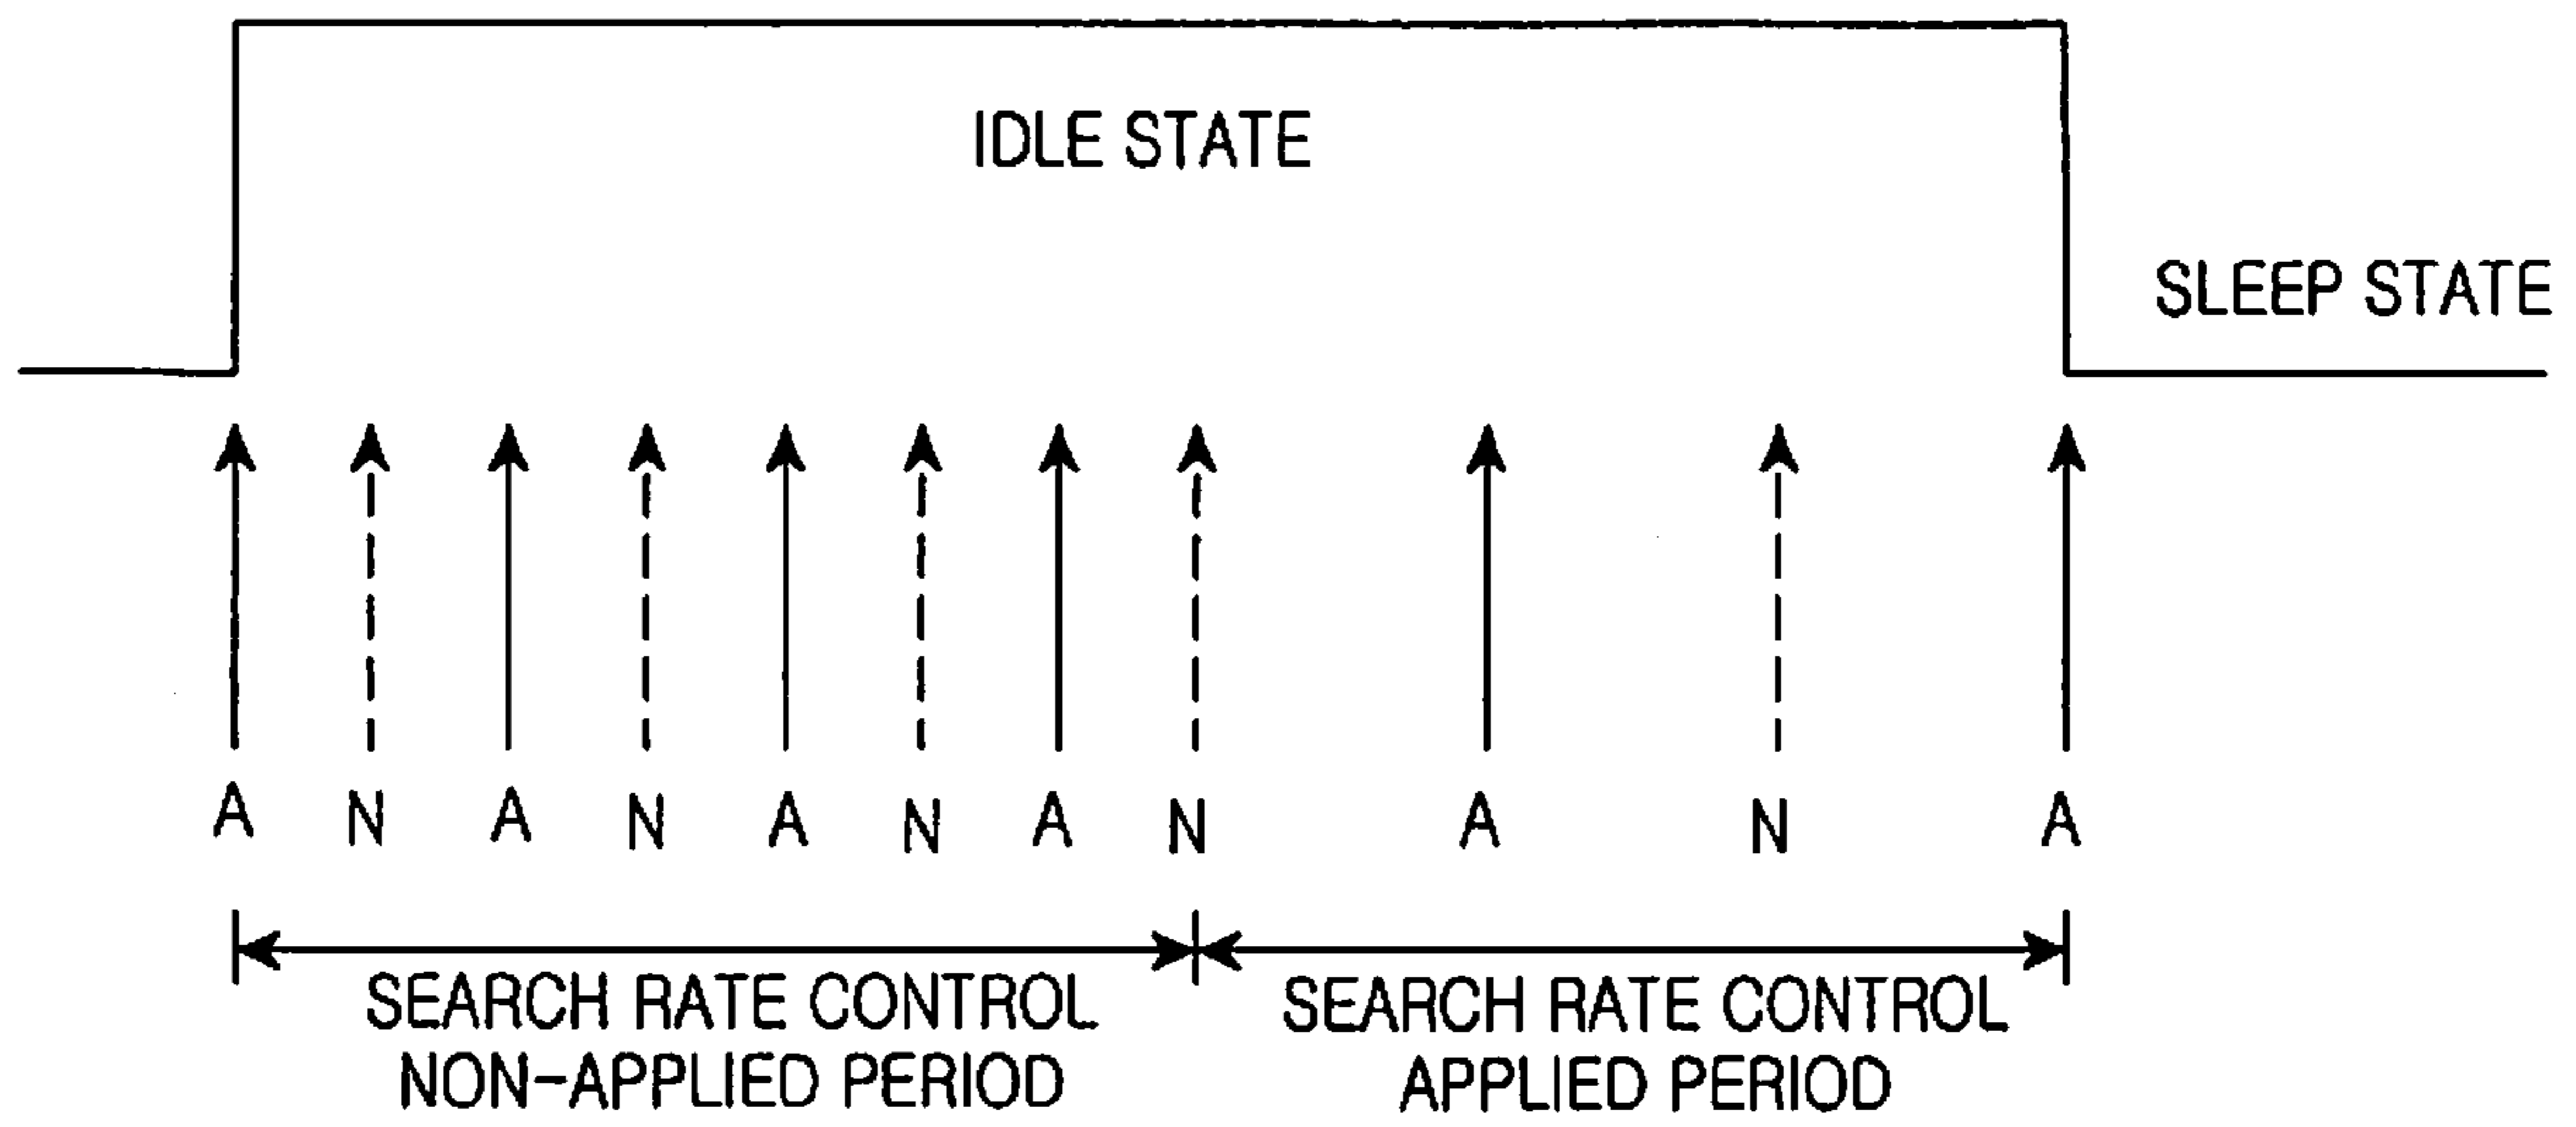 IDLE STATE
SLEEP STATE
A N A N A N A N A N A
SEARCH RATE CONTROL
NON-APPLIED PERIOD
SEARCH RATE CONTROL
APPLIED PERIOD